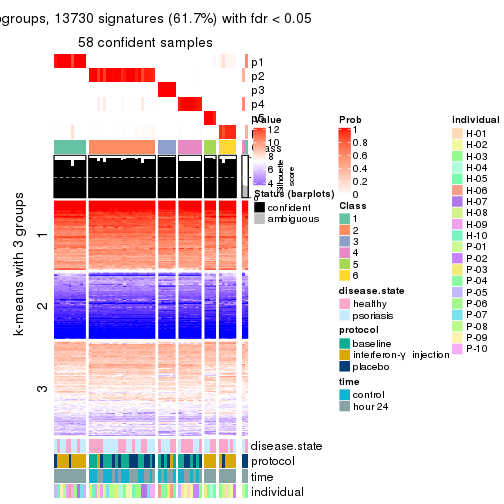 ogroups, 13730 signatures (61.7%) with fdr < 0.05
58 confident samples
p1
p2
p3
p4
p5
Class
k-means with 3 groups
1
2
3
Silhouette
score
disease.state
protocol
time
individual
Value
12
10
8
6
4
Status (barplots)
confident
ambiguous
Prob
1
0.8
0.6
0.4
0.2
0
Class
1
2
3
4
5
6
disease.state
healthy
psoriasis
protocol
baseline
interferon-γ injection
placebo
time
control
hour 24
individual
H-01
H-02
H-03
H-04
H-05
H-06
H-07
H-08
H-09
H-10
P-01
P-02
P-03
P-04
P-05
P-06
P-07
P-08
P-09
P-10